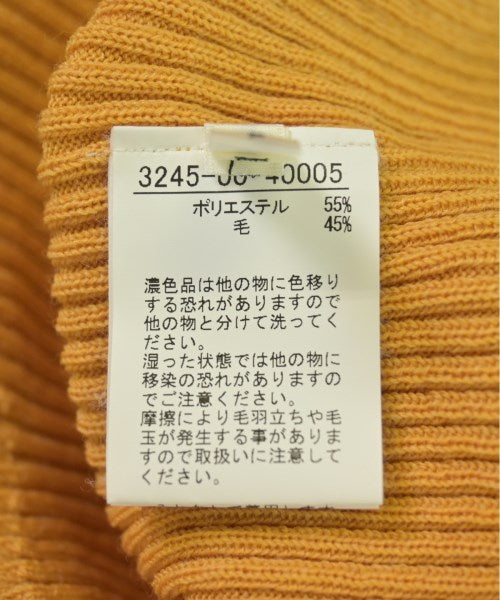 3245-00-40005
ポリエステル 55%
毛 45%
濃色品は他の物に色移り
する恐れがありますので
他の物と分けて洗ってく
ださい。
湿った状態では他の物に
移染の恐れがありますの
でご注意ください。
摩擦により毛羽立ちや毛
玉が発生する事がありま
すので取扱いに注意して
ください。